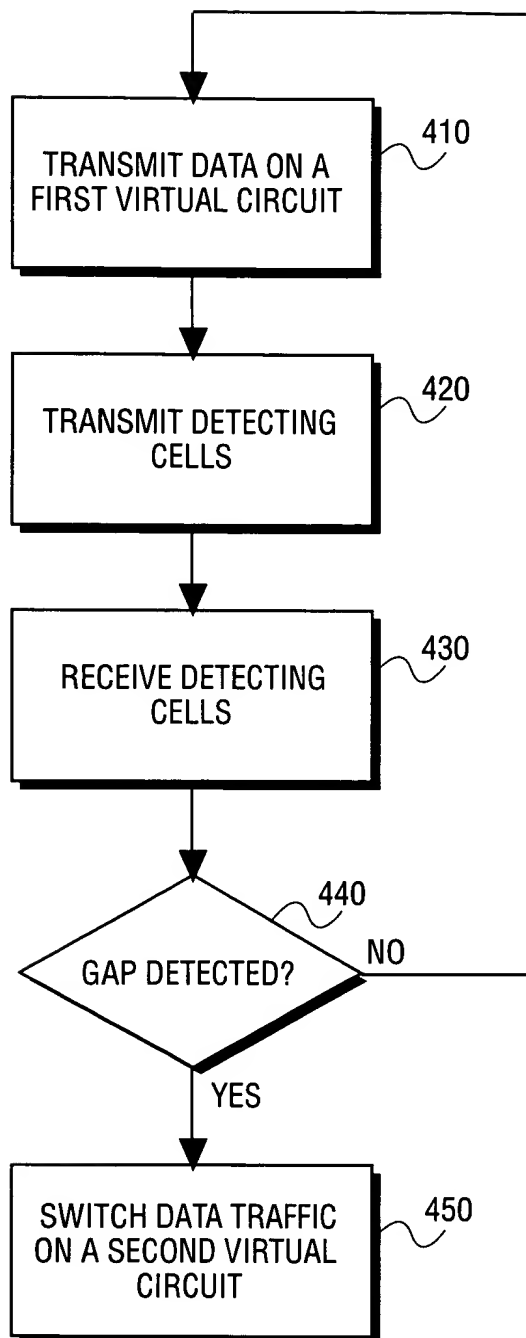 TRANSMIT DATA ON A
FIRST VIRTUAL CIRCUIT
410
TRANSMIT DETECTING
CELLS
420
RECEIVE DETECTING
CELLS
430
GAP DETECTED?
440
NO
YES
SWITCH DATA TRAFFIC
ON A SECOND VIRTUAL
CIRCUIT
450